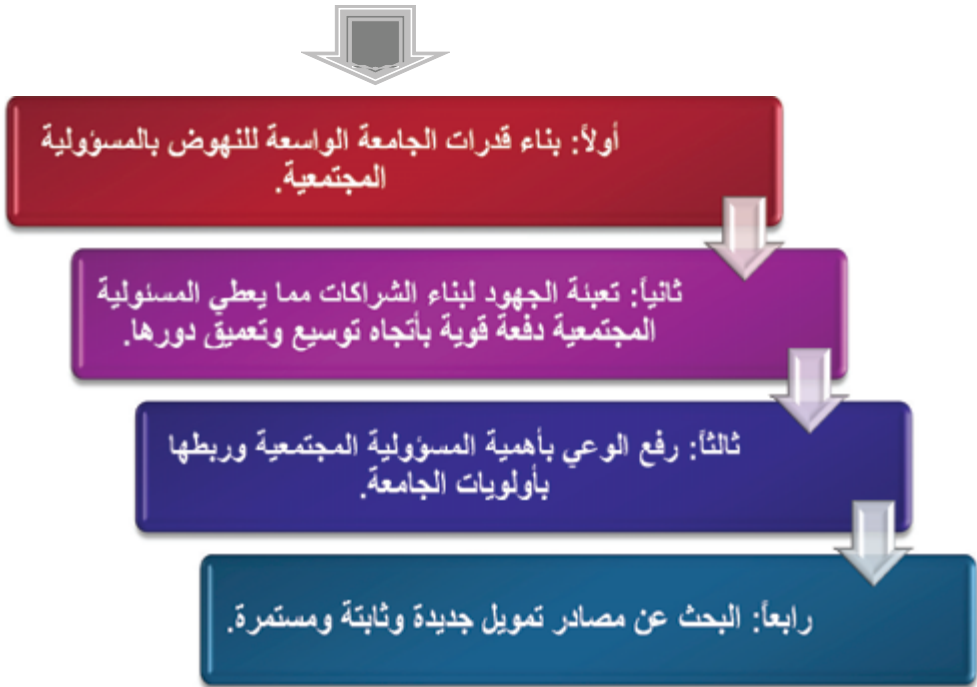 أولاً: بناء قدرات الجامعة الواسعة للنهوض بالمسؤولية
المجتمعية.
ثانياً: تعبئة الجهود لبناء الشراكات مما يعطي المسئولية
المجتمعية دفعة قوية بأتجاه توسيع وتعميق دورها.
ثالثاً: رفع الوعي بأهمية المسؤولية المجتمعية وربطها
بأولويات الجامعة.
رابعاً: البحث عن مصادر تمويل جديدة وثابتة ومستمرة.